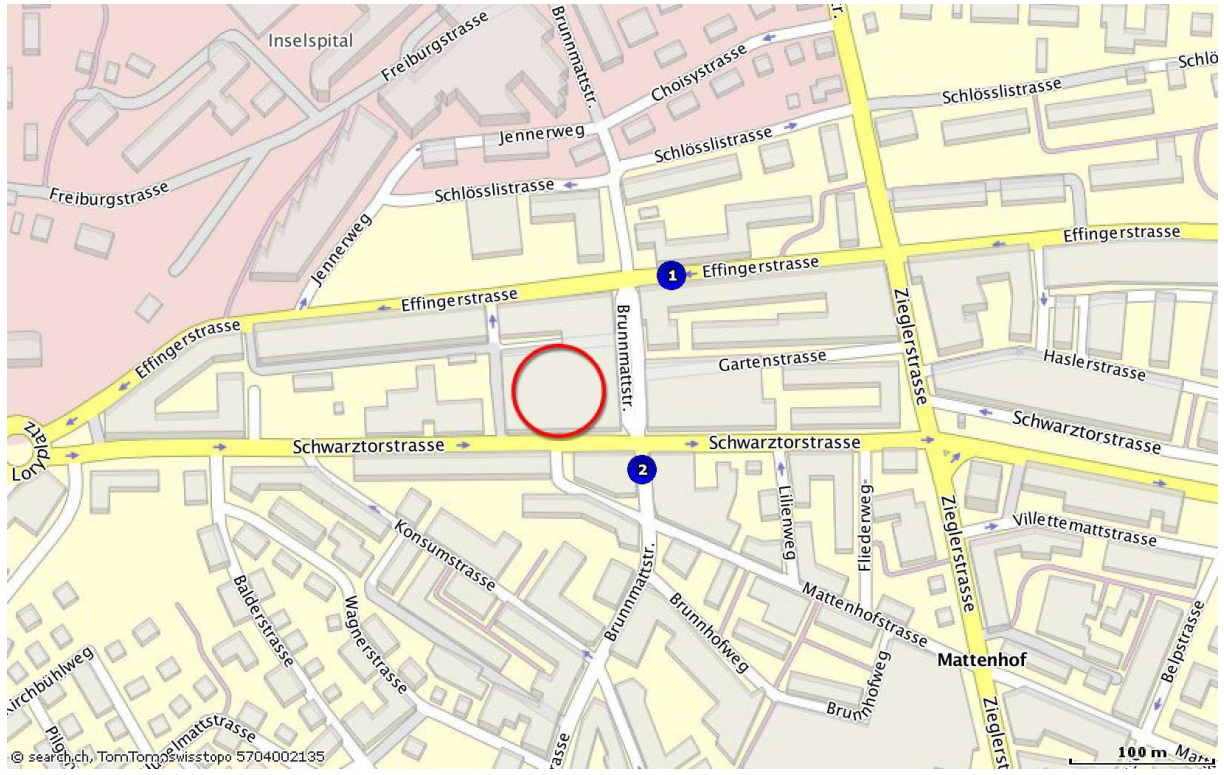 Inselspital
Freiburgstrasse
Brunnmattstr.
Choisystrasse
Schlösslistrasse
Jennerweg
Schlösslistrasse
Freiburgstrasse
Schlösslistrasse
Jennerweg
Effingerstrasse
1
Effingerstrasse
Effingerstrasse
Effingerstrasse
Zieglerstrasse
Brunnmattstr.
Gartenstrasse
Haslerstrasse
Schwarztorstrasse
Loryplatz
Schwarztorstrasse
Schwarztorstrasse
2
Lilienweg
Fliederweg
Zieglerstrasse
Villettemattstrasse
Konsumstrasse
Brunnmattstr.
Balderstrasse
Wagnerstrasse
Brunnhofweg
Mattenhofstrasse
Belpstrasse
Mattenhof
Kirchbühlweg
Brunnhofweg
Zieglerstrasse
© search.ch, TomTom, swisstopo 5704002135
100 m